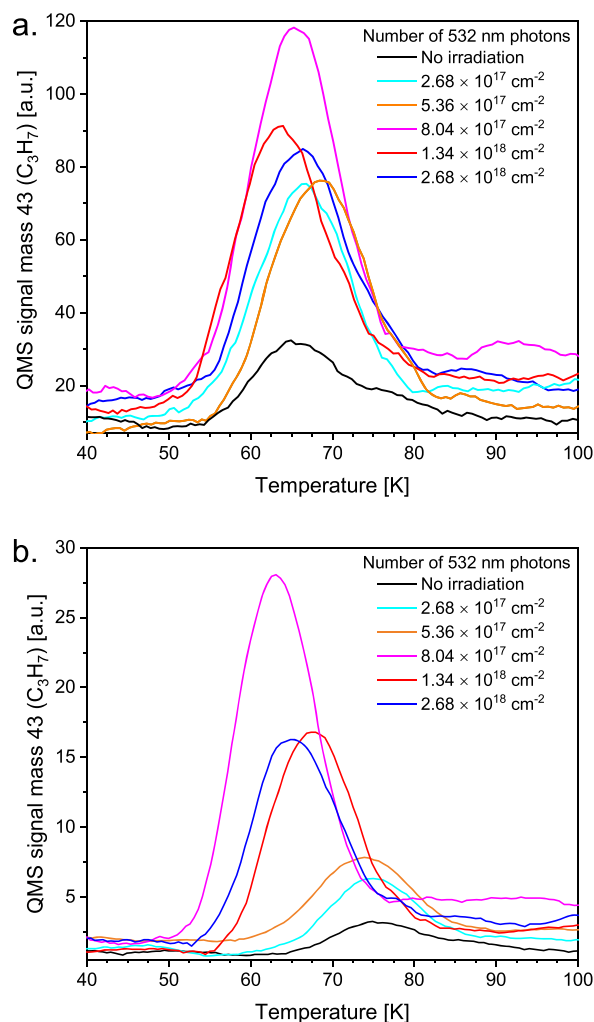 a.
120
100
80
60
40
20
QMS signal mass 43 (C₃H₇) [a.u.]
Number of 532 nm photons
No irradiation
2.68 × 10¹⁷ cm⁻²
5.36 × 10¹⁷ cm⁻²
8.04 × 10¹⁷ cm⁻²
1.34 × 10¹⁸ cm⁻²
2.68 × 10¹⁸ cm⁻²
40 50 60 70 80 90 100
Temperature [K]
b.
30
25
20
15
10
5
QMS signal mass 43 (C₃H₇) [a.u.]
Number of 532 nm photons
No irradiation
2.68 × 10¹⁷ cm⁻²
5.36 × 10¹⁷ cm⁻²
8.04 × 10¹⁷ cm⁻²
1.34 × 10¹⁸ cm⁻²
2.68 × 10¹⁸ cm⁻²
40 50 60 70 80 90 100
Temperature [K]